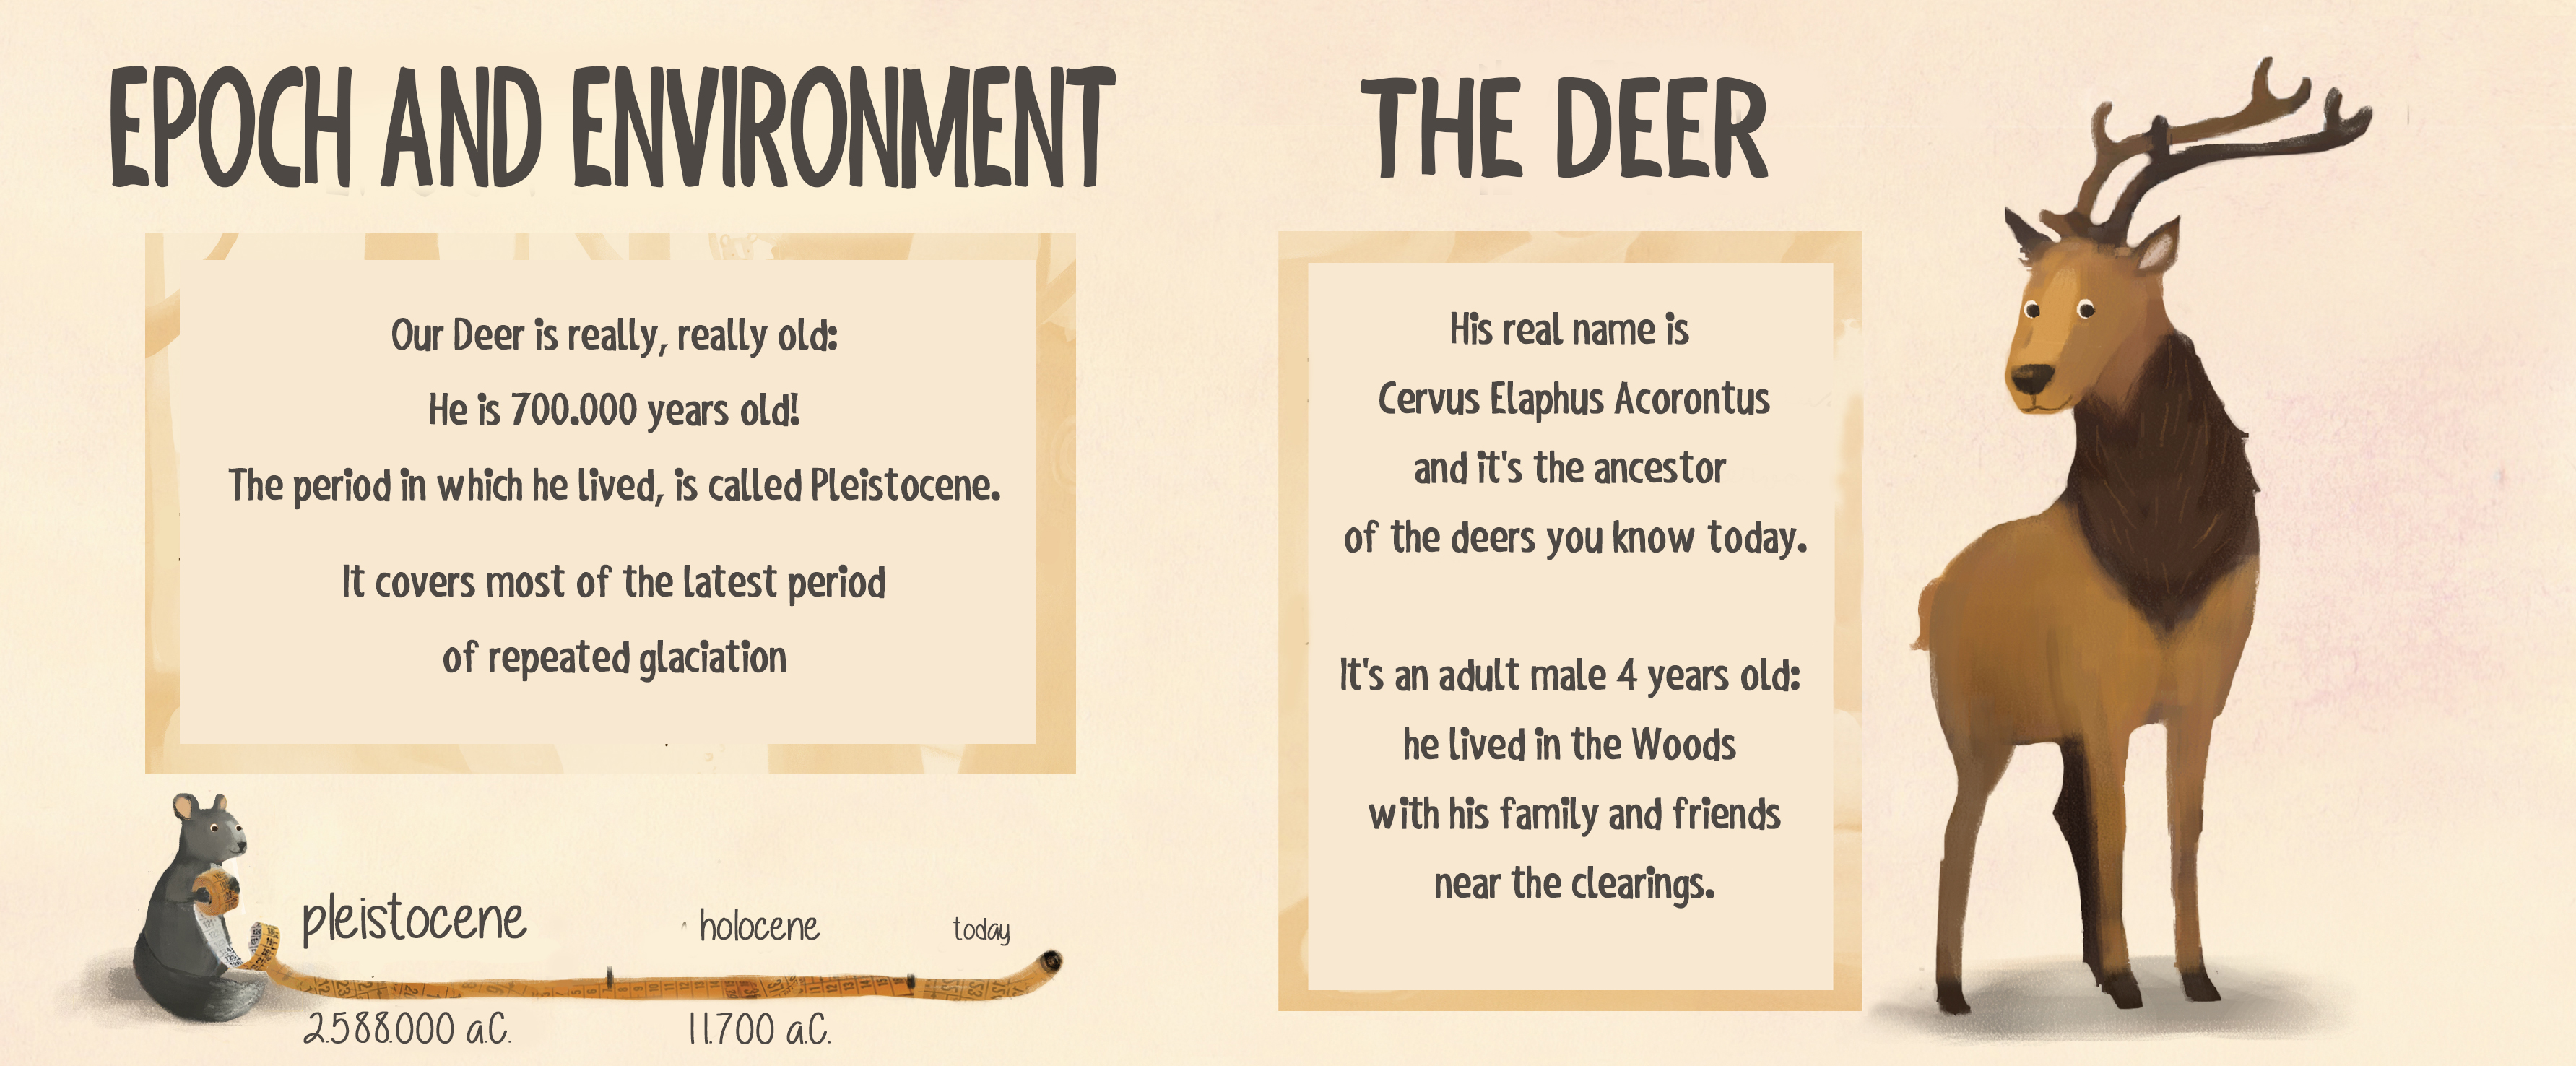 EPOCH AND ENVIRONMENT
Our Deer is really, really old:
He is 700.000 years old!
The period in which he lived, is called Pleistocene.
It covers most of the latest period
of repeated glaciation
pleistocene
holocene
today
2.588.000 a.C.
11.700 a.C.
THE DEER
His real name is
Cervus Elaphus Acorontus
and it's the ancestor
of the deers you know today.
It's an adult male 4 years old:
he lived in the Woods
with his family and friends
near the clearings.